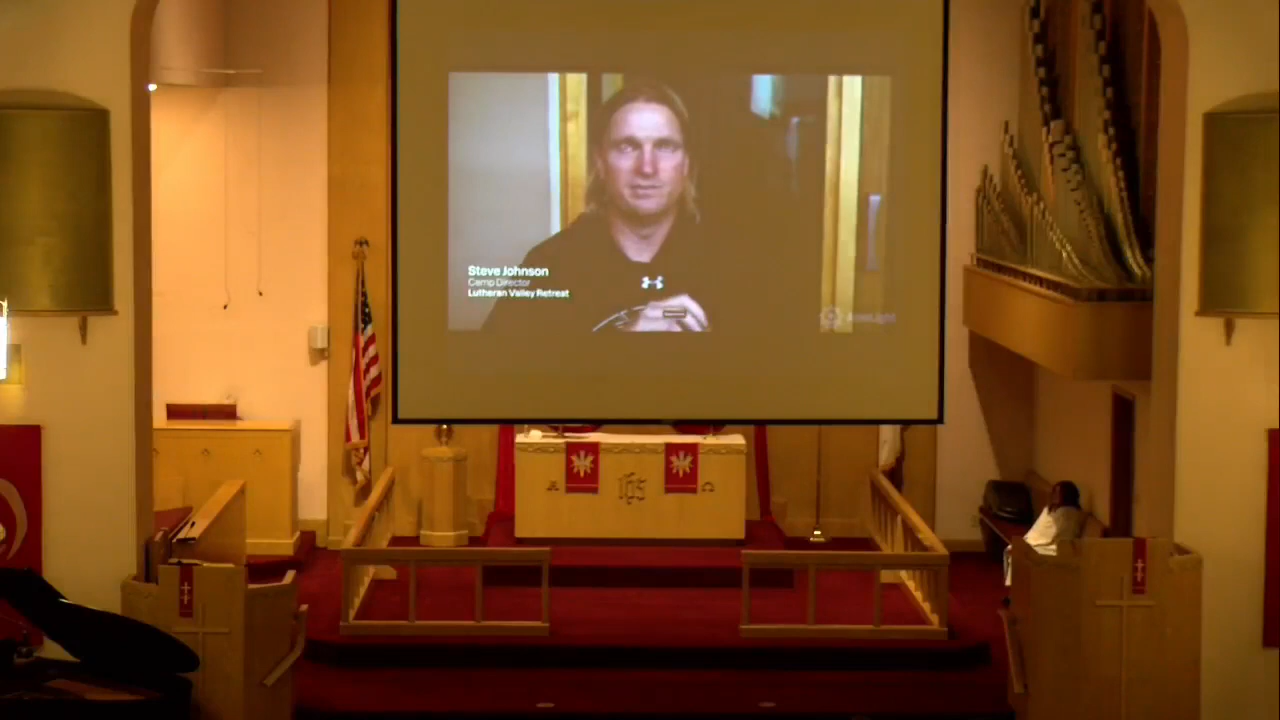 Steve Johnson
Camp Director
Lutheran Valley Retreat
Α
IHS
Ω